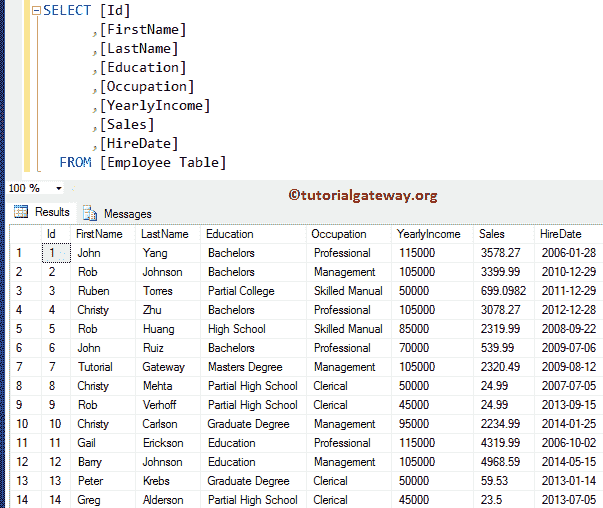 SELECT [Id]
,[FirstName]
,[LastName]
,[Education]
,[Occupation]
,[YearlyIncome]
,[Sales]
,[HireDate]
FROM [Employee Table]
100 %
©tutorialgateway.org
Results Messages
Id FirstName LastName Education Occupation YearlyIncome Sales HireDate
1 1 John Yang Bachelors Professional 115000 3578.27 2006-01-28
2 2 Rob Johnson Bachelors Management 105000 3399.99 2010-12-29
3 3 Ruben Torres Partial College Skilled Manual 50000 699.0982 2011-12-29
4 4 Christy Zhu Bachelors Professional 105000 3078.27 2012-12-28
5 5 Rob Huang High School Skilled Manual 85000 2319.99 2008-09-22
6 6 John Ruiz Bachelors Professional 70000 539.99 2009-07-06
7 7 Tutorial Gateway Masters Degree Management 105000 2320.49 2009-08-12
8 8 Christy Mehta Partial High School Clerical 50000 24.99 2007-07-05
9 9 Rob Verhoff Partial High School Clerical 45000 24.99 2013-09-15
10 10 Christy Carlson Graduate Degree Management 95000 2234.99 2014-01-25
11 11 Gail Erickson Education Professional 115000 4319.99 2006-10-02
12 12 Barry Johnson Education Management 105000 4968.59 2014-05-15
13 13 Peter Krebs Graduate Degree Clerical 50000 59.53 2013-01-14
14 14 Greg Alderson Partial High School Clerical 45000 23.5 2013-07-05